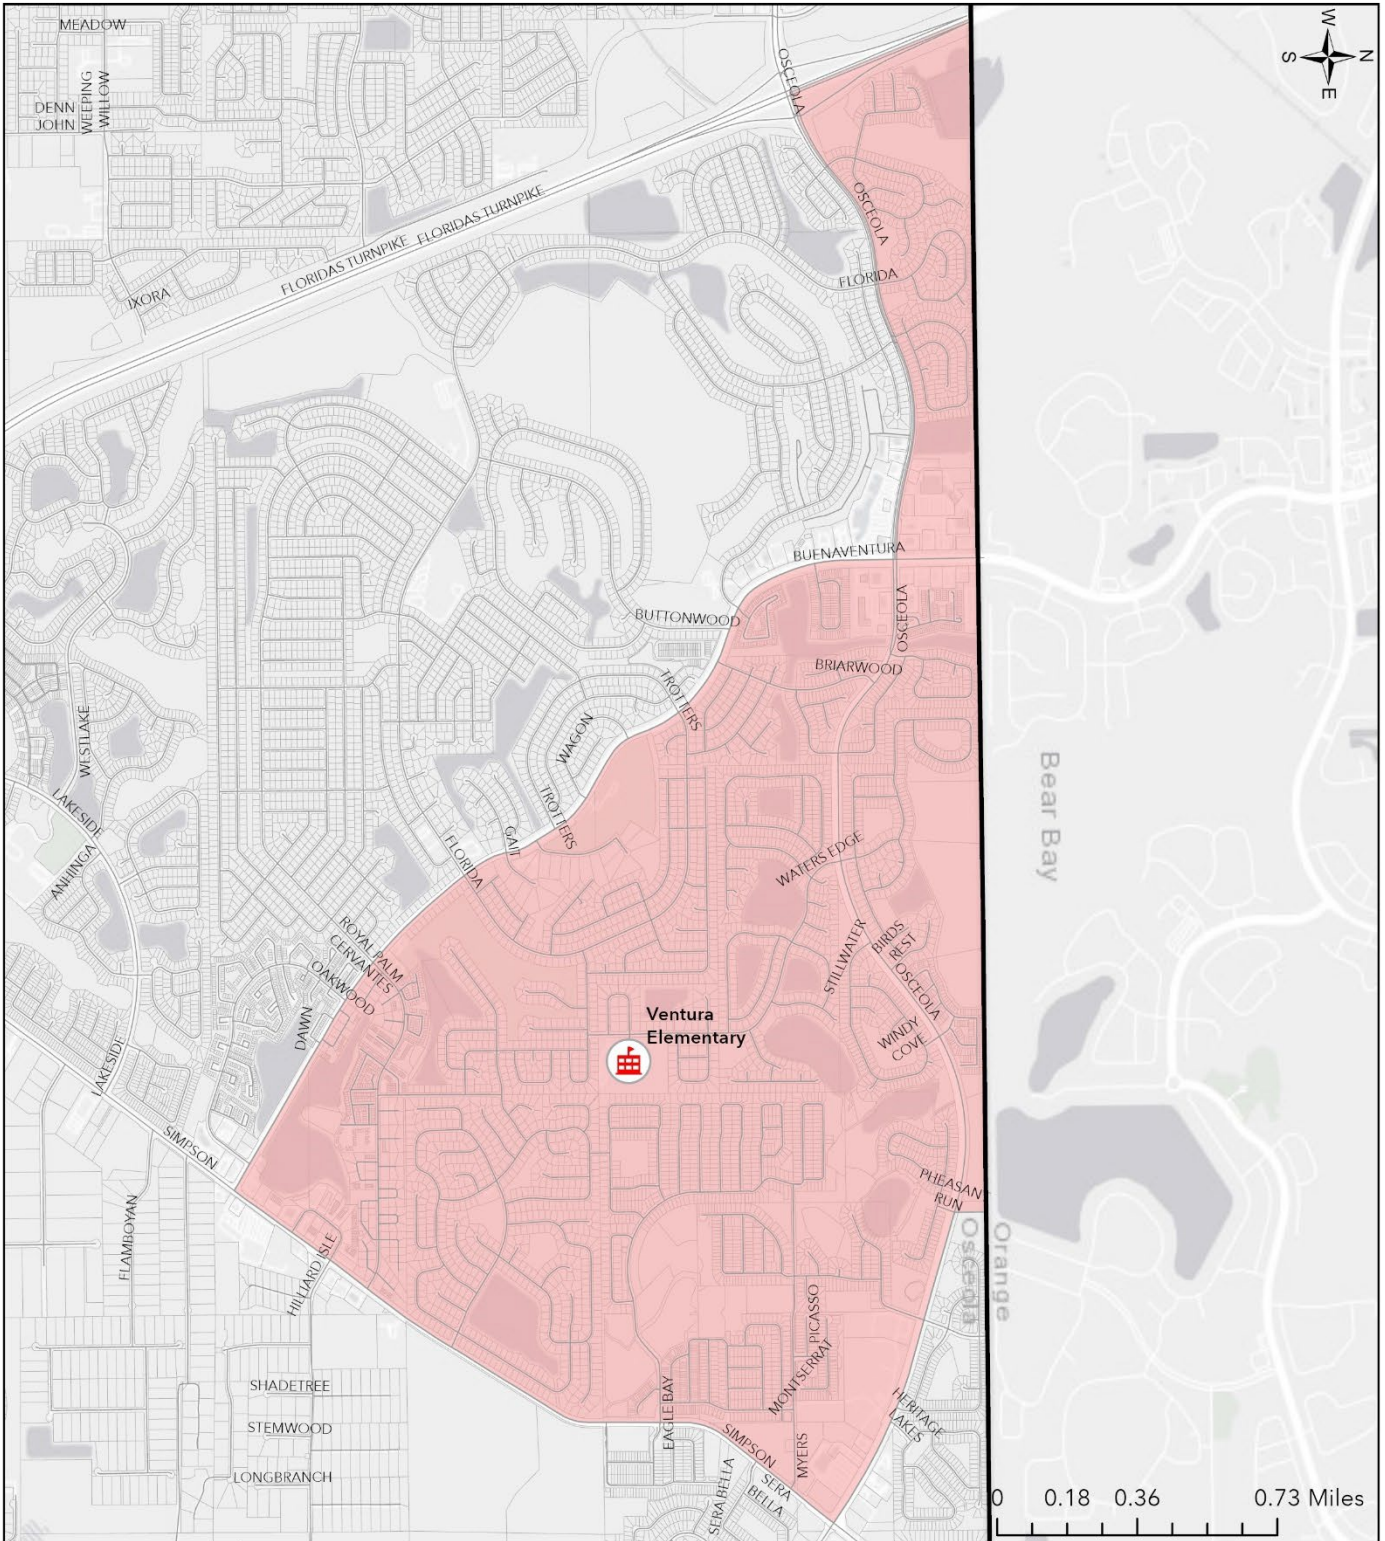 MEADOW
W
N
S
E
OSCEOLA
WEEPING
WILLOW
DENN
JOHN
FLORIDAS TURNPIKE
FLORIDAS TURNPIKE
OSCEOLA
FLORIDA
IXORA
BUENAVENTURA
OSCEOLA
BUTTONWOOD
BRIARWOOD
TROTTERS
WAGON
WESTLAKE
Bear Bay
LAKESIDE
TROTTERS
GAIT
FLORIDA
WATERS EDGE
ANHINGA
ROYAL PALM
CERVANTES
OAKWOOD
STILLWATER
BIRDS
REST
OSCEOLA
DAWN
Ventura
Elementary
WINDY
COVE
LAKESIDE
SIMPSON
PHEASAN
RUN
FLAMBOYAN
HILLIARD ISLE
Osceola
Orange
PICASSO
MONTSERRAT
SHADETREE
HERITAGE
LAKES
STEMWOOD
EAGLE BAY
SIMPSON
MYERS
LONGBRANCH
SERA BELLA
SERA
BELLA
0 0.18 0.36 0.73 Miles